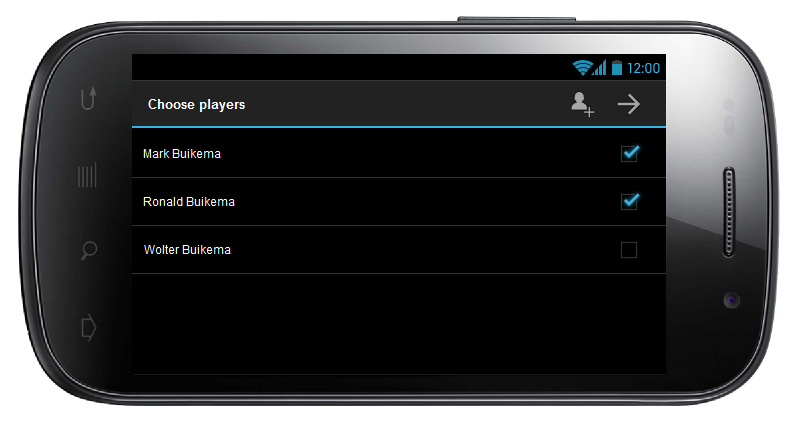 12:00
Choose players
Mark Buikema
Ronald Buikema
Wolter Buikema